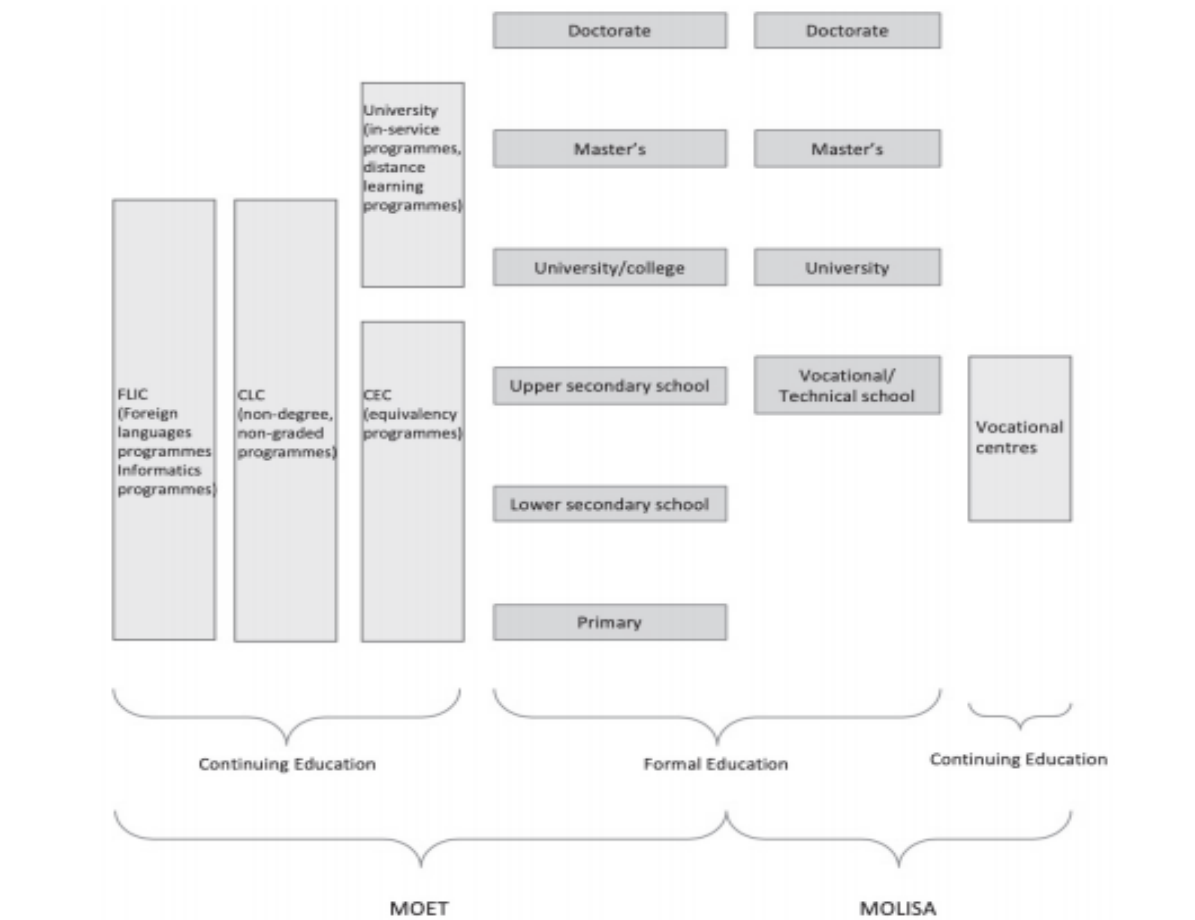 Doctorate
Doctorate
University
(in-service
programmes,
distance
learning
programmes)
Master's
Master's
University/college
University
FLIC
(Foreign
languages
programmes
Informatics
programmes)
CLC
(non-degree,
non-graded
programmes)
CEC
(equivalency
programmes)
Upper secondary school
Vocational/
Technical school
Vocational
centres
Lower secondary school
Primary
Continuing Education
Formal Education
Continuing Education
MOET
MOLISA